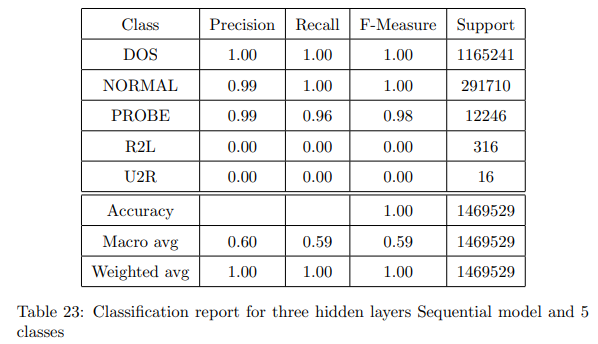 Class Precision Recall F-Measure Support
DOS 1.00 1.00 1.00 1165241
NORMAL 0.99 1.00 1.00 291710
PROBE 0.99 0.96 0.98 12246
R2L 0.00 0.00 0.00 316
U2R 0.00 0.00 0.00 16
Accuracy 1.00 1469529
Macro avg 0.60 0.59 0.59 1469529
Weighted avg 1.00 1.00 1.00 1469529
Table 23: Classification report for three hidden layers Sequential model and 5
classes